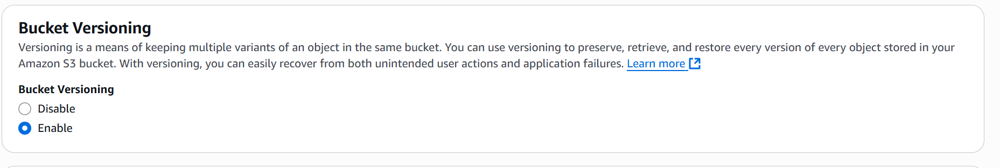 Bucket Versioning
Versioning is a means of keeping multiple variants of an object in the same bucket. You can use versioning to preserve, retrieve, and restore every version of every object stored in your
Amazon S3 bucket. With versioning, you can easily recover from both unintended user actions and application failures. Learn more
Bucket Versioning
Disable
Enable